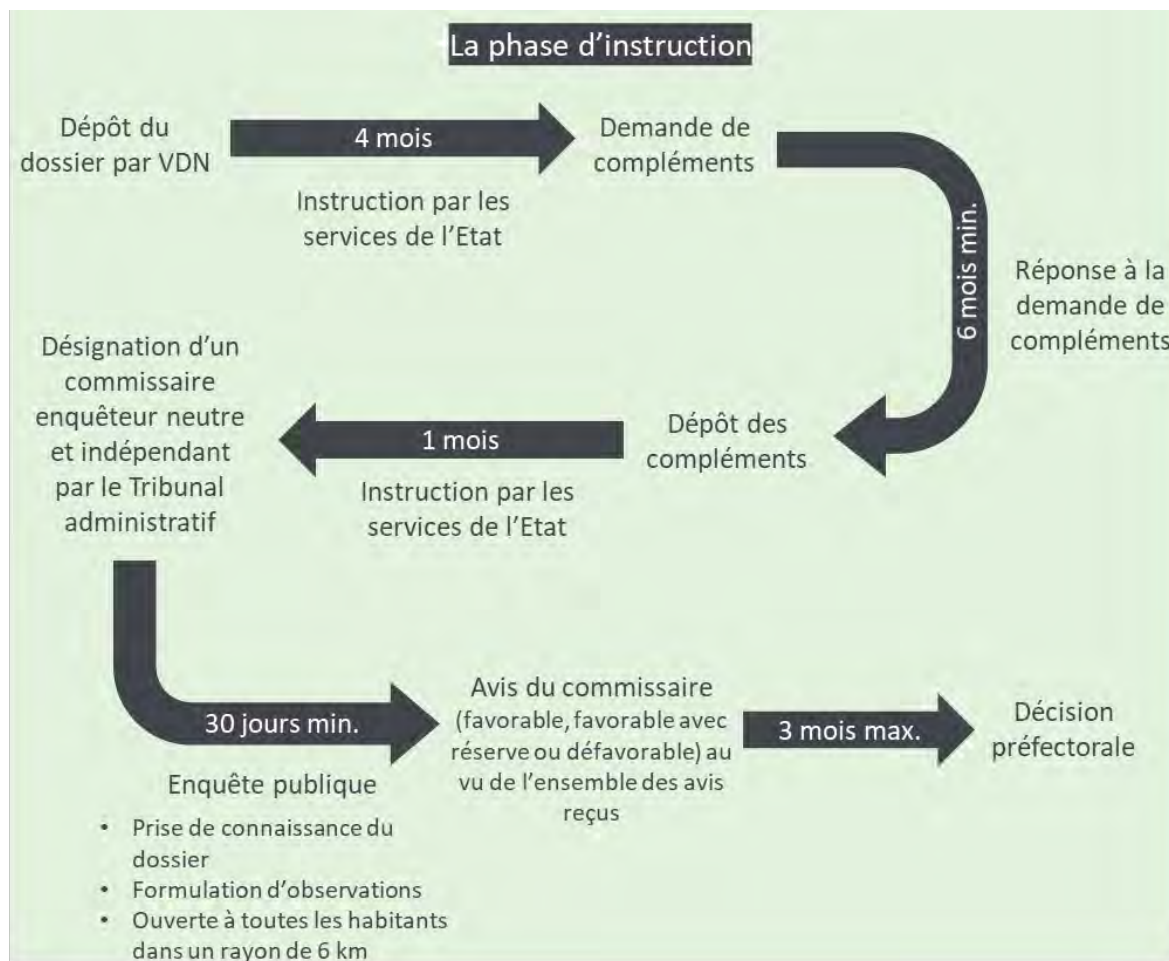 La phase d'instruction
Dépôt du
dossier par VDN
4 mois
Instruction par les
services de l'Etat
Demande de
compléments
6 mois min.
Réponse à la
demande de
compléments
Dépôt des
compléments
1 mois
Instruction par les
services de l'Etat
Désignation d'un
commissaire
enquêteur neutre
et indépendant
par le Tribunal
administratif
30 jours min.
Enquête publique
• Prise de connaissance du
dossier
• Formulation d'observations
• Ouverte à toutes les habitants
dans un rayon de 6 km
Avis du commissaire
(favorable, favorable avec
réserve ou défavorable) au
vu de l'ensemble des avis
reçus
3 mois max.
Décision
préfectorale